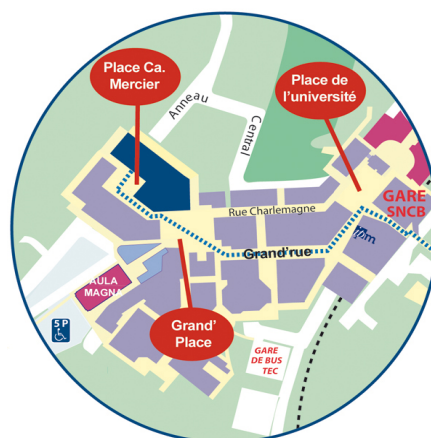 Place Ca.
Mercier
Place de
l'université
Anneau
Central
GARE
SNCB
Rue Charlemagne
Grand'rue
AULA
MAGNA
Grand'
Place
5 P
GARE
DE BUS
TEC